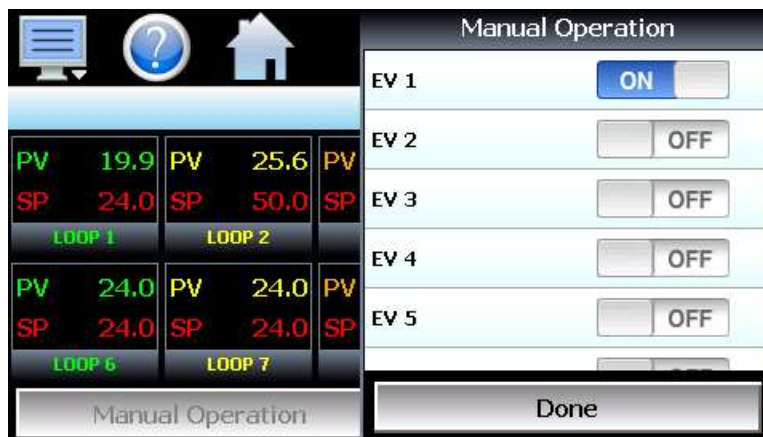 ?
PV 19.9 PV 25.6 PV
SP 24.0 SP 50.0 SP
LOOP 1 LOOP 2
PV 24.0 PV 24.0 PV
SP 24.0 SP 24.0 SP
LOOP 6 LOOP 7
Manual Operation
Manual Operation
EV 1 ON
EV 2 OFF
EV 3 OFF
EV 4 OFF
EV 5 OFF
Done